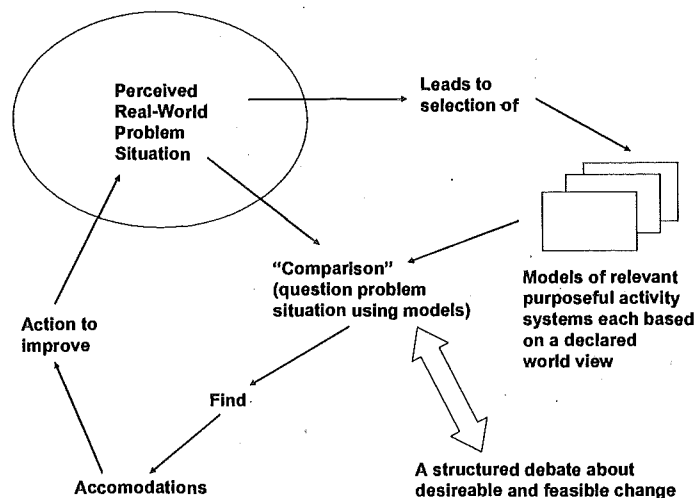 Perceived
Real-World
Problem
Situation
Leads to
selection of
"Comparison"
(question problem
situation using models)
Models of relevant
purposeful activity
systems each based
on a declared
world view
Action to
improve
Find
Accomodations
A structured debate about
desireable and feasible change